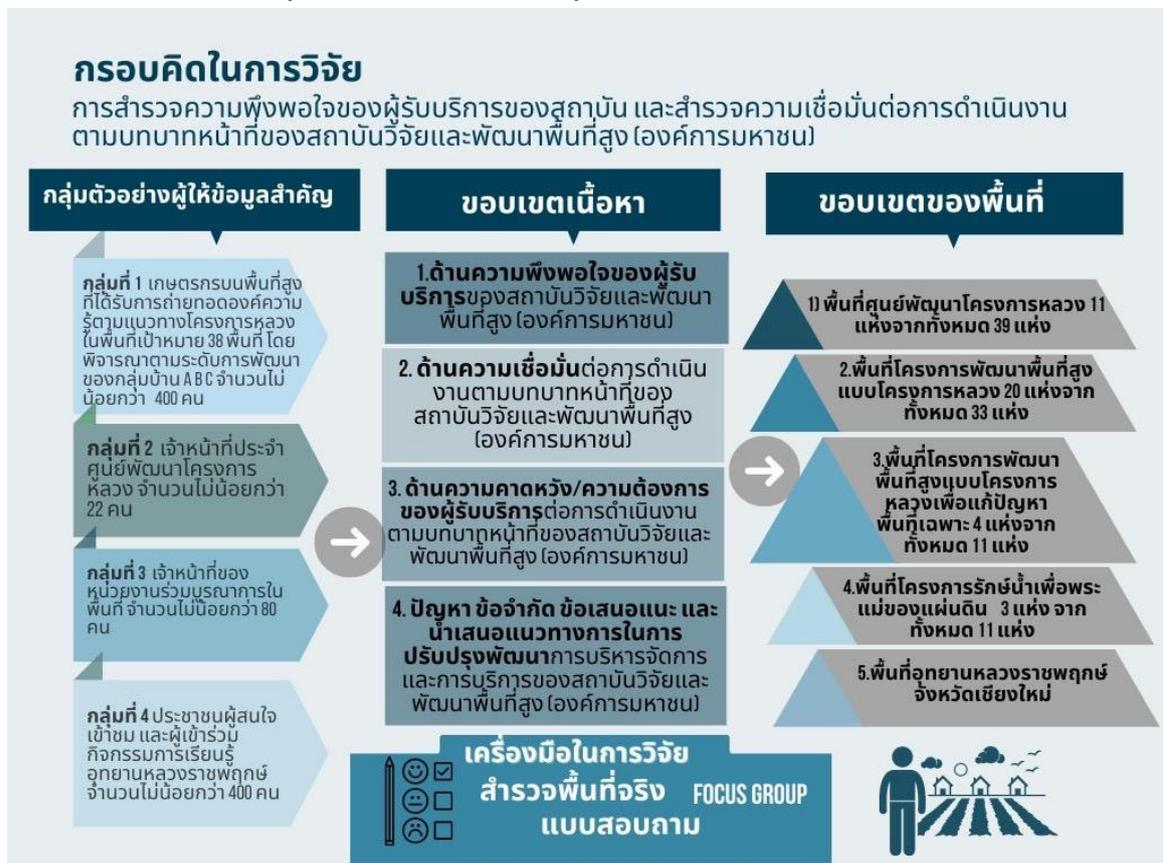 กรอบคิดในการวิจัย
การสำรวจความพึงพอใจของผู้รับบริการของสถาบัน และสำรวจความเชื่อมั่นต่อการดำเนินงาน
ตามบทบาทหน้าที่ของสถาบันวิจัยและพัฒนาพื้นที่สูง (องค์การมหาชน)
กลุ่มตัวอย่างผู้ให้ข้อมูลสำคัญ
กลุ่มที่ 1 เกษตรกรบนพื้นที่สูง
ที่ได้รับการถ่ายทอดองค์ความ
รู้ตามแนวทางโครงการหลวง
ในพื้นที่เป้าหมาย 38 พื้นที่ โดย
พิจารณาตามระดับการพัฒนา
ของกลุ่มบ้าน A B C จำนวนไม่
น้อยกว่า 400 คน
กลุ่มที่ 2 เจ้าหน้าที่ประจำ
ศูนย์พัฒนาโครงการ
หลวง จำนวนไม่น้อยกว่า
22 คน
กลุ่มที่ 3 เจ้าหน้าที่ของ
หน่วยงานร่วมบูรณาการใน
พื้นที่ จำนวนไม่น้อยกว่า 80
คน
กลุ่มที่ 4 ประชาชนผู้สนใจ
เข้าชม และผู้เข้าร่วม
กิจกรรมการเรียนรู้
อุทยานหลวงราชพฤกษ์
จำนวนไม่น้อยกว่า 400 คน
ขอบเขตเนื้อหา
1.ด้านความพึงพอใจของผู้รับ
บริการของสถาบันวิจัยและพัฒนา
พื้นที่สูง (องค์การมหาชน)
2. ด้านความเชื่อมั่นต่อการดำเนิน
งานตามบทบาทหน้าที่ของ
สถาบันวิจัยและพัฒนาพื้นที่สูง
(องค์การมหาชน)
3. ด้านความคาดหวัง/ความต้องการ
ของผู้รับบริการต่อการดำเนินงาน
ตามบทบาทหน้าที่ของสถาบันวิจัยและ
พัฒนาพื้นที่สูง (องค์การมหาชน)
4. ปัญหา ข้อจำกัด ข้อเสนอแนะ และ
นำเสนอแนวทางการในการ
ปรับปรุงพัฒนาการบริหารจัดการ
และการบริการของสถาบันวิจัยและ
พัฒนาพื้นที่สูง (องค์การมหาชน)
ขอบเขตของพื้นที่
1) พื้นที่ศูนย์พัฒนาโครงการหลวง 11
แห่งจากทั้งหมด 39 แห่ง
2.พื้นที่โครงการพัฒนาพื้นที่สูง
แบบโครงการหลวง 20 แห่งจาก
ทั้งหมด 33 แห่ง
3.พื้นที่โครงการพัฒนา
พื้นที่สูงแบบโครงการ
หลวงเพื่อแก้ปัญหา
พื้นที่เฉพาะ 4 แห่งจาก
ทั้งหมด 11 แห่ง
4.พื้นที่โครงการรักษ์น้ำเพื่อพระ
แม่ของแผ่นดิน 3 แห่ง จาก
ทั้งหมด 11 แห่ง
5.พื้นที่อุทยานหลวงราชพฤกษ์
จังหวัดเชียงใหม่
เครื่องมือในการวิจัย
สำรวจพื้นที่จริง FOCUS GROUP
แบบสอบถาม